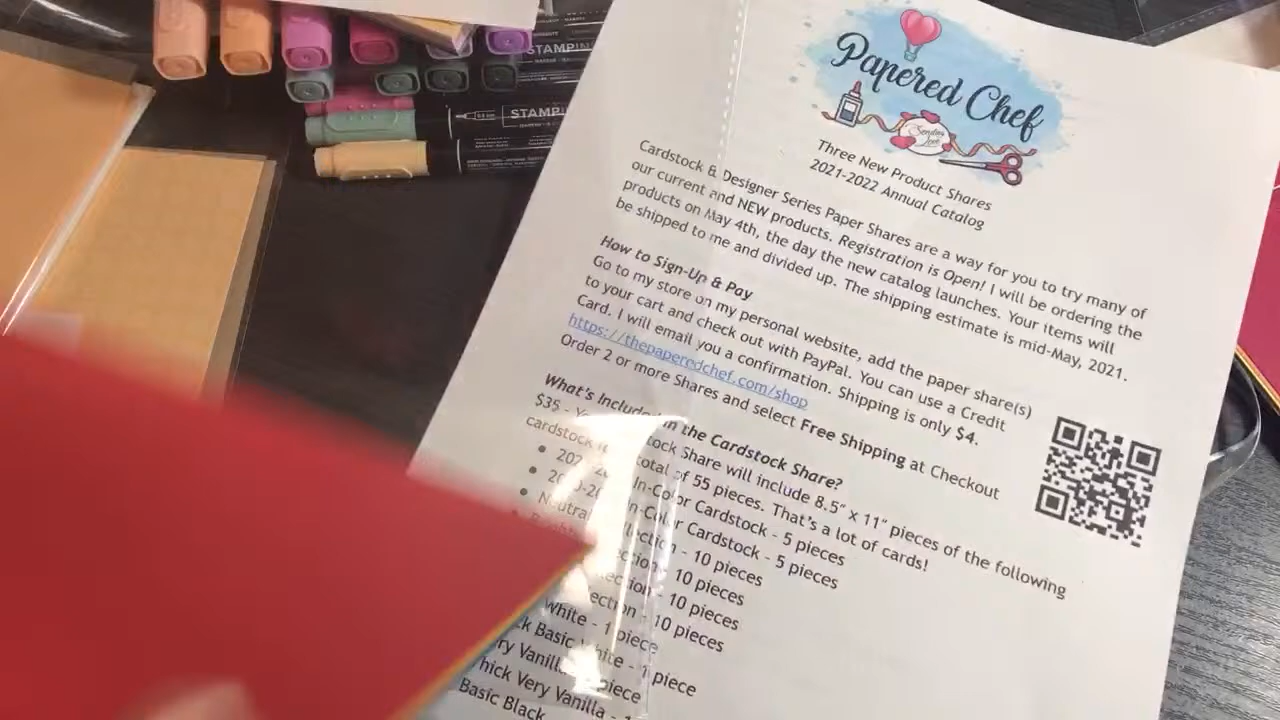 STAMPIN
STAMPIN
STAMPIN
Papered Chef
Sending
Love
Three New Product Shares
2021-2022 Annual Catalog
Cardstock & Designer Series Paper Shares are a way for you to try many of
our current and NEW products. Registration is Open! I will be ordering the
products on May 4th, the day the new catalog launches. Your items will
be shipped to me and divided up. The shipping estimate is mid-May, 2021.
How to Sign-Up & Pay
Go to my store on my personal website, add the paper share(s)
to your cart and check out with PayPal. You can use a Credit
Card. I will email you a confirmation. Shipping is only $4.
https://thepaperedchef.com/shop
Order 2 or more Shares and select Free Shipping at Checkout
What's Included in the Cardstock Share?
$35 - Share will include 8.5" x 11" pieces of the following
cardstock total of 55 pieces. That's a lot of cards!
In-Color Cardstock - 5 pieces
In-Color Cardstock - 5 pieces
Neutral - 10 pieces
- 10 pieces
- 10 pieces
- 10 pieces
White - 1 piece
Basic White - 1 piece
Vanilla piece
Thick Very Vanilla -
Basic Black